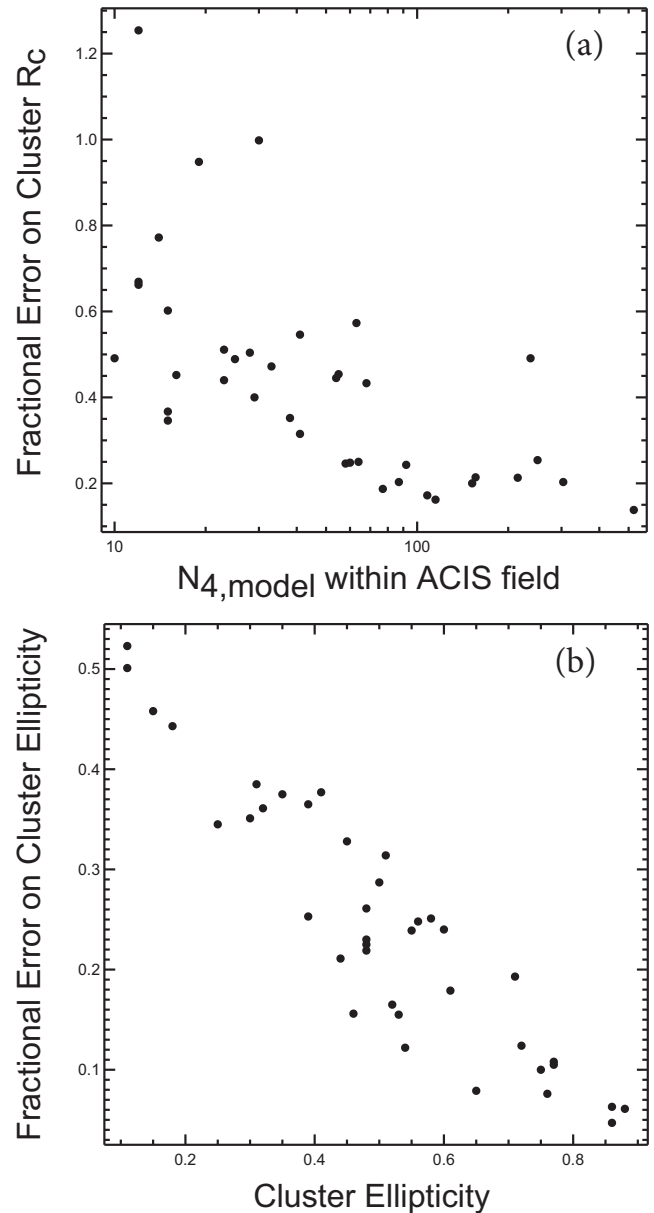 (a)
Fractional Error on Cluster Rc
1.2
1.0
0.8
0.6
0.4
0.2
10
100
N4,model within ACIS field
(b)
Fractional Error on Cluster Ellipticity
0.5
0.4
0.3
0.2
0.1
0.2
0.4
0.6
0.8
Cluster Ellipticity